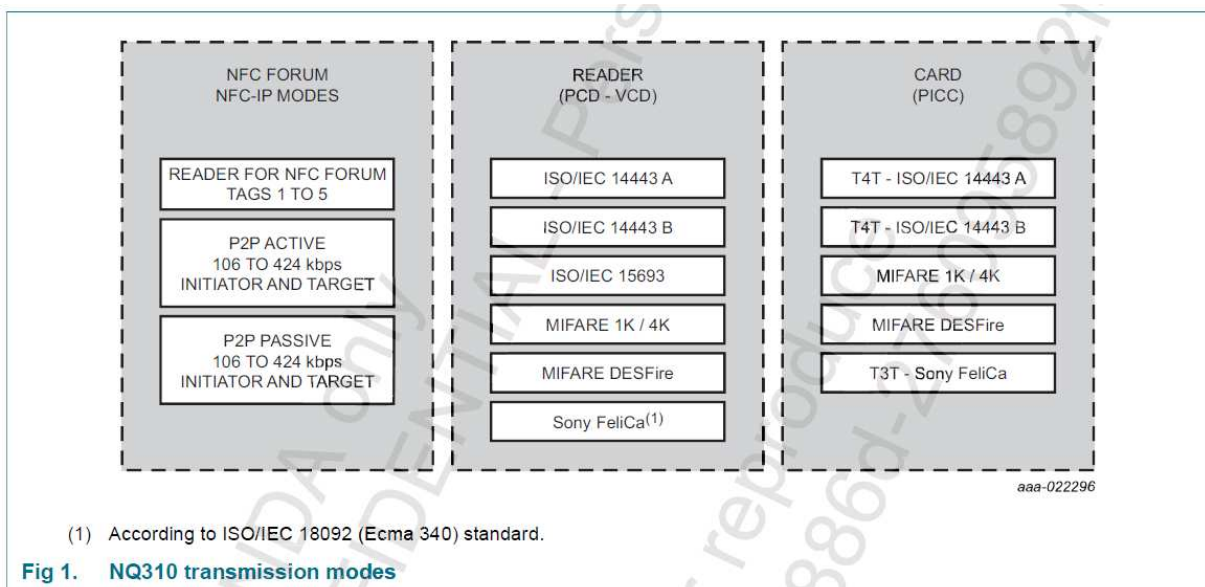 NFC FORUM
NFC-IP MODES
READER FOR NFC FORUM
TAGS 1 TO 5
P2P ACTIVE
106 TO 424 kbps
INITIATOR AND TARGET
P2P PASSIVE
106 TO 424 kbps
INITIATOR AND TARGET
READER
(PCD - VCD)
ISO/IEC 14443 A
ISO/IEC 14443 B
ISO/IEC 15693
MIFARE 1K / 4K
MIFARE DESFire
Sony FeliCa(1)
CARD
(PICC)
T4T - ISO/IEC 14443 A
T4T - ISO/IEC 14443 B
MIFARE 1K / 4K
MIFARE DESFire
T3T - Sony FeliCa
aaa-022296
(1) According to ISO/IEC 18092 (Ecma 340) standard.
Fig 1. NQ310 transmission modes
only
reproduce